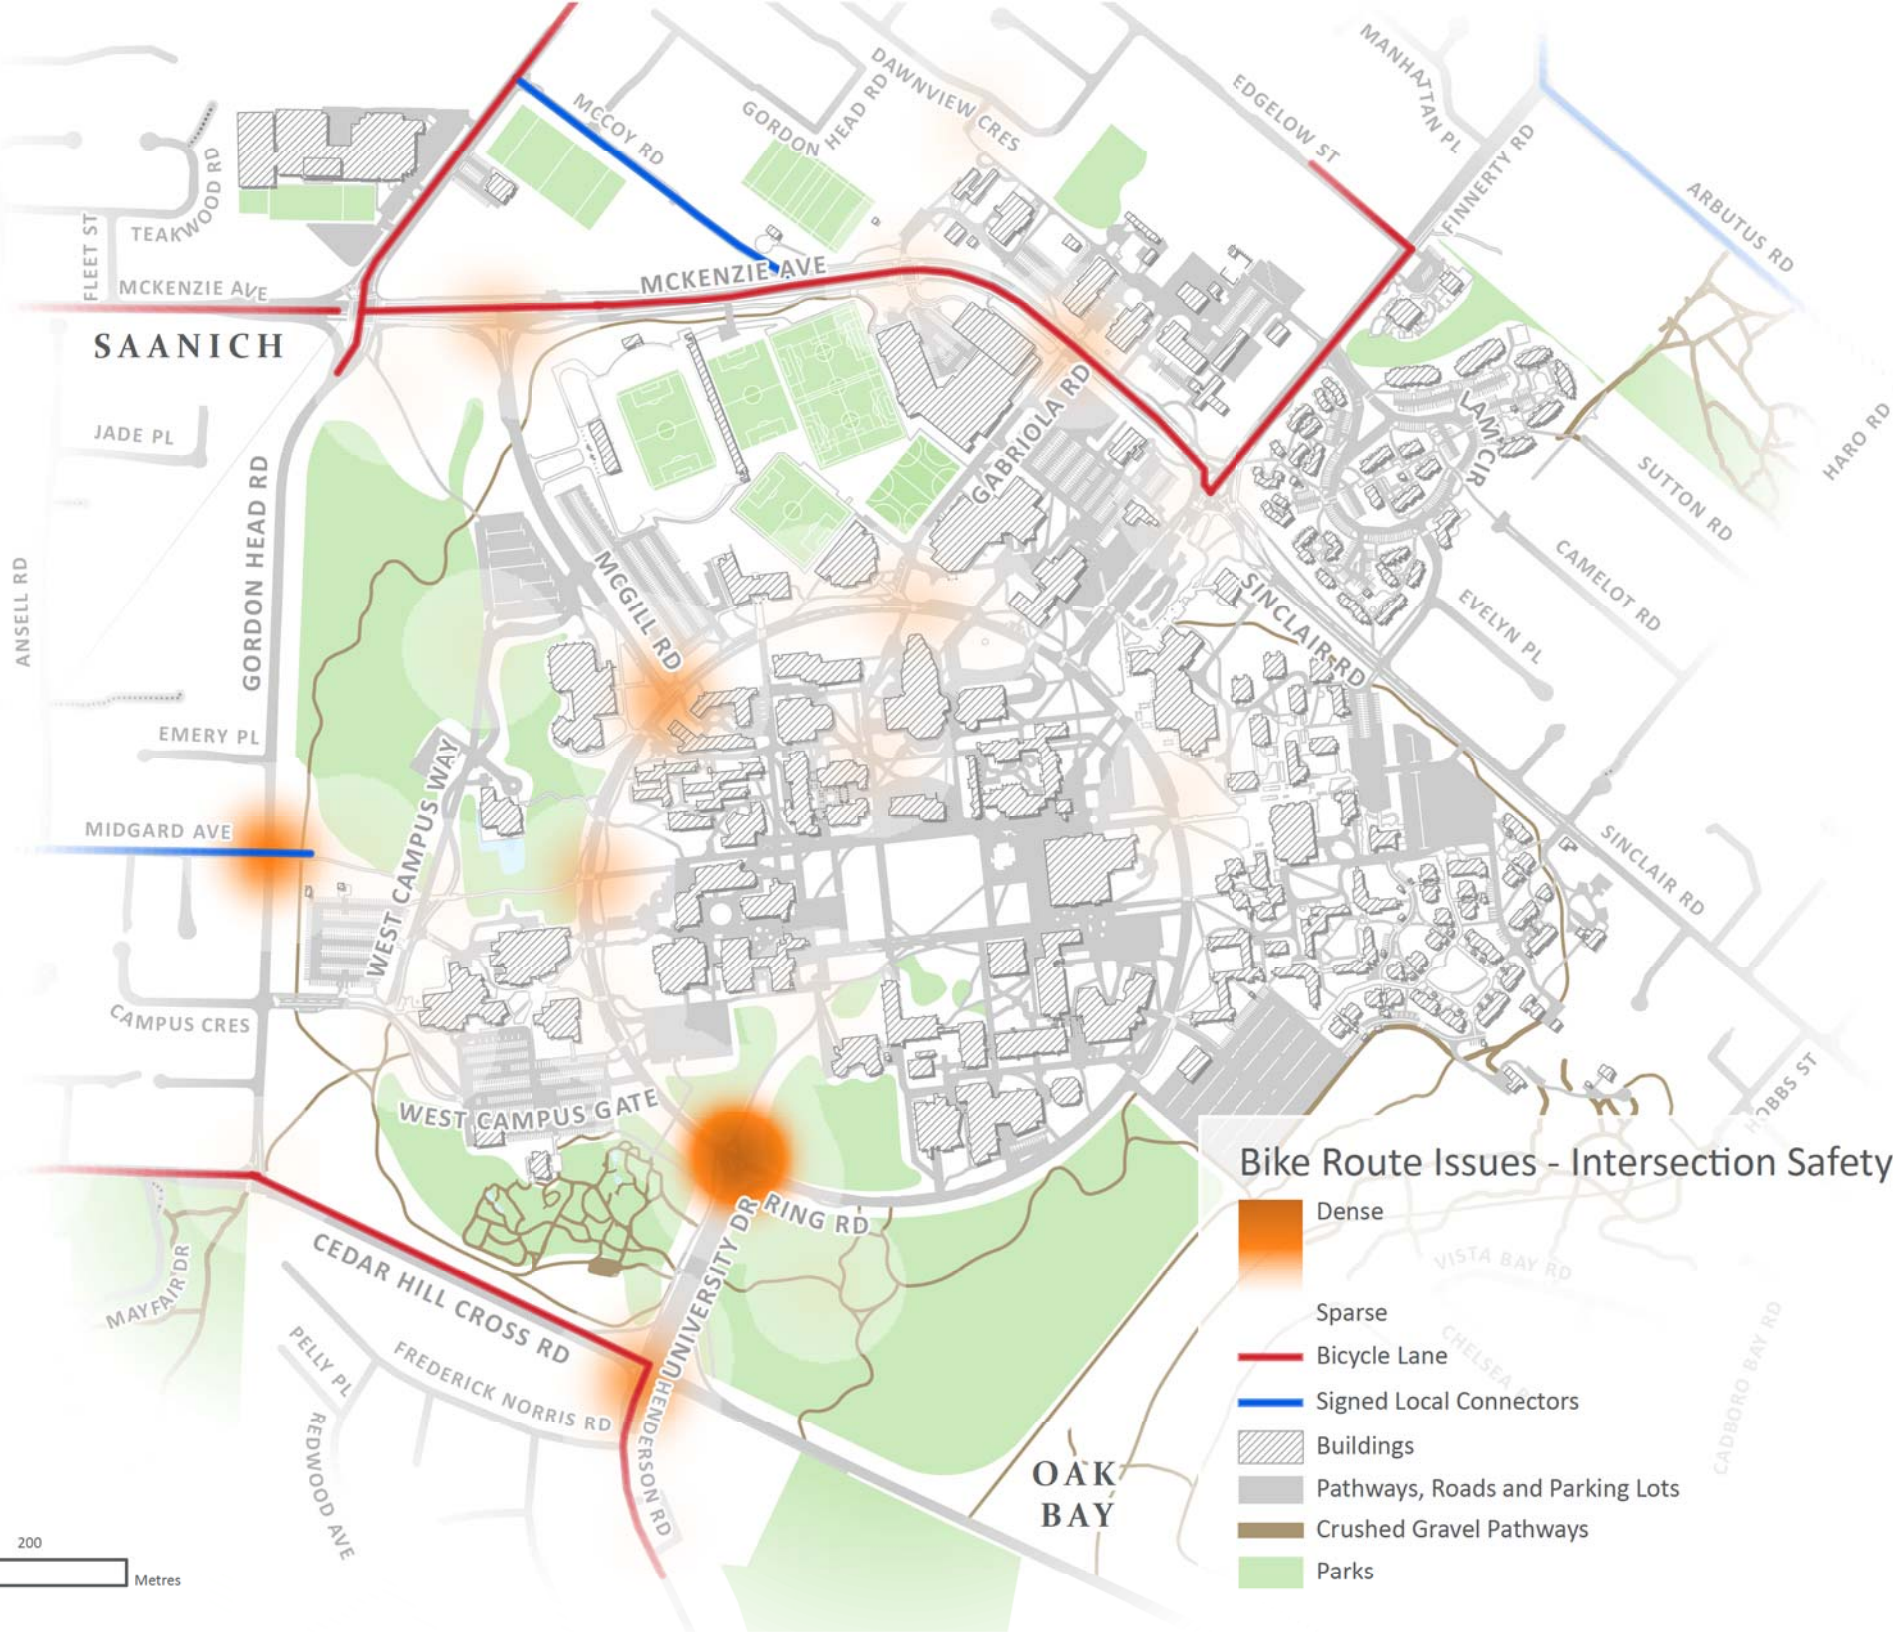 DAWNVIEW CRES
MANHATTAN PL
EDGELOW ST
MCCOY RD
GORDON HEAD RD
FINNERTY RD
ARBUTUS RD
TEAKWOOD RD
FLEET ST
MCKENZIE AVE
MCKENZIE AVE
SAANICH
JADE PL
GABRIOLA RD
LAM CIR
HARO RD
SUTTON RD
GORDON HEAD RD
ANSELL RD
MCGILL RD
SINCLAIR RD
CAMELOT RD
EVELYN PL
EMERY PL
WEST CAMPUS WAY
MIDGARD AVE
SINCLAIR RD
CAMPUS CRES
WEST CAMPUS GATE
HOBBS ST
RING RD
UNIVERSITY DR
CEDAR HILL CROSS RD
MAYFAIR DR
PELLY PL
FREDERICK NORRIS RD
REDWOOD AVE
HENDERSON RD
OAK
BAY
VISTA BAY RD
CADBORO BAY RD
Bike Route Issues - Intersection Safety
Dense
Sparse
Bicycle Lane
Signed Local Connectors
Buildings
Pathways, Roads and Parking Lots
Crushed Gravel Pathways
Parks
200
Metres